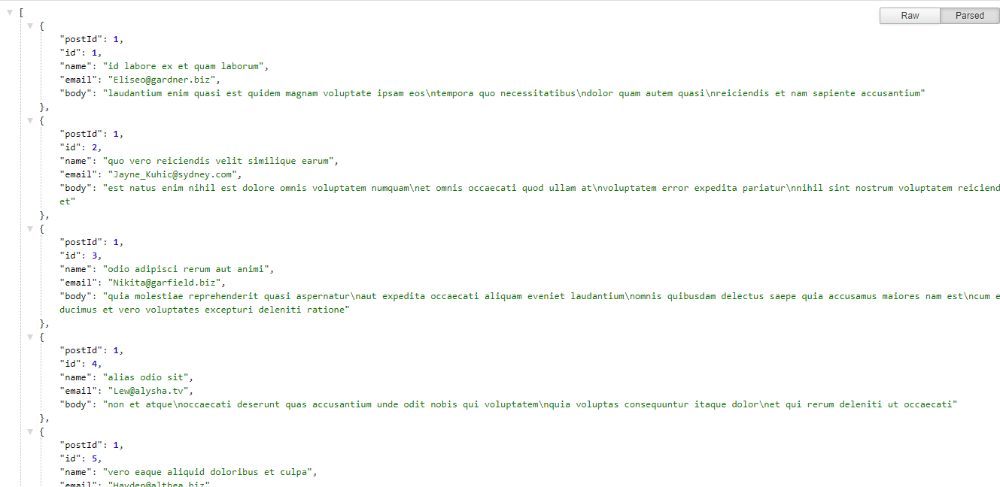 [
Raw Parsed
{
"postId": 1,
"id": 1,
"name": "id labore ex et quam laborum",
"email": "Eliseo@gardner.biz",
"body": "laudantium enim quasi est quidem magnam voluptate ipsam eos\ntempora quo necessitatibus\ndolor quam autem quasi\nreiciendis et nam sapiente accusantium"
},
{
"postId": 1,
"id": 2,
"name": "quo vero reiciendis velit similique earum",
"email": "Jayne_Kuhic@sydney.com",
"body": "est natus enim nihil est dolore omnis voluptatem numquam\net omnis occaecati quod ullam at\nvoluptatem error expedita pariatur\nnihil sint nostrum voluptatem reiciend
et"
},
{
"postId": 1,
"id": 3,
"name": "odio adipisci rerum aut animi",
"email": "Nikita@garfield.biz",
"body": "quia molestiae reprehenderit quasi aspernatur\naut expedita occaecati aliquam eveniet laudantium\nomnis quibusdam delectus saepe quia accusamus maiores nam est\ncum e
ducimus et vero voluptates excepturi deleniti ratione"
},
{
"postId": 1,
"id": 4,
"name": "alias odio sit",
"email": "Lew@alysha.tv",
"body": "non et atque\noccaecati deserunt quas accusantium unde odit nobis qui voluptatem\nquia voluptas consequuntur itaque dolor\net qui rerum deleniti ut occaecati"
},
{
"postId": 1,
"id": 5,
"name": "vero eaque aliquid doloribus et culpa",
"email": "Hayden@althea.biz"